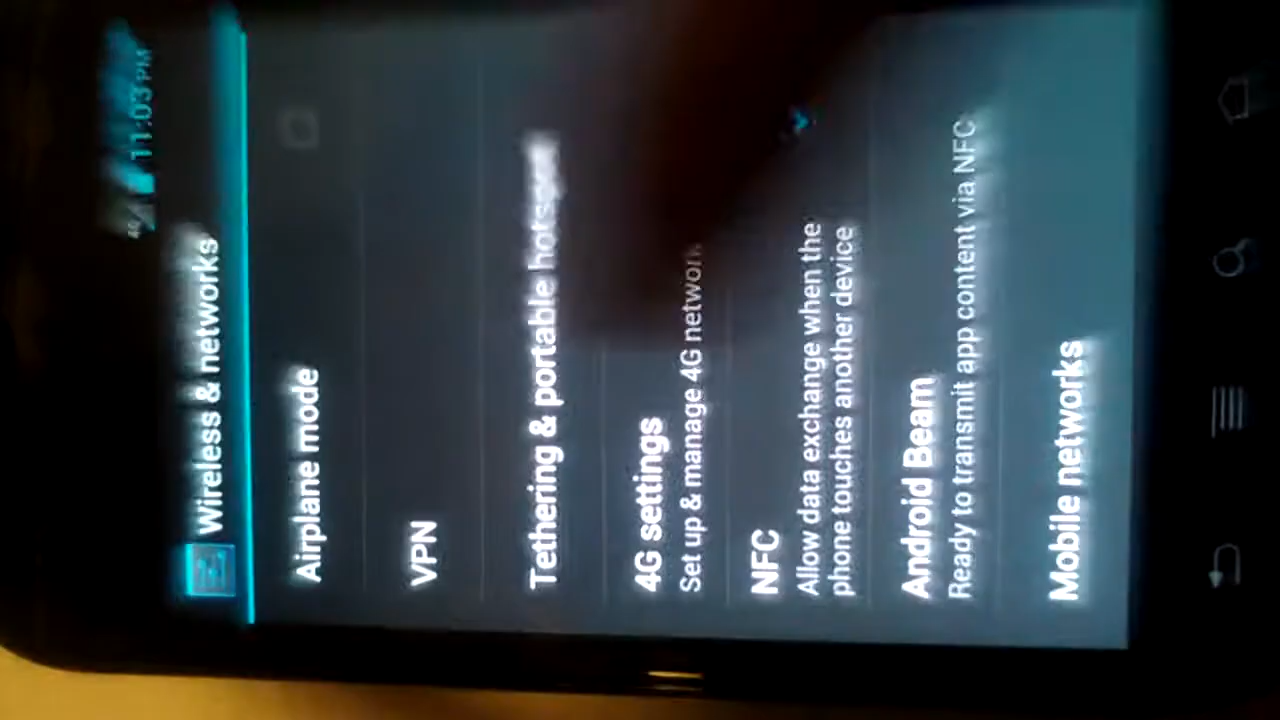 4G 11:03 PM
Wireless & networks
Airplane mode
VPN
Tethering & portable
4G settings
Set up & manage 4G network
NFC
Allow data exchange when the
phone touches another device
Android Beam
Ready to transmit app content via NFC
Mobile networks